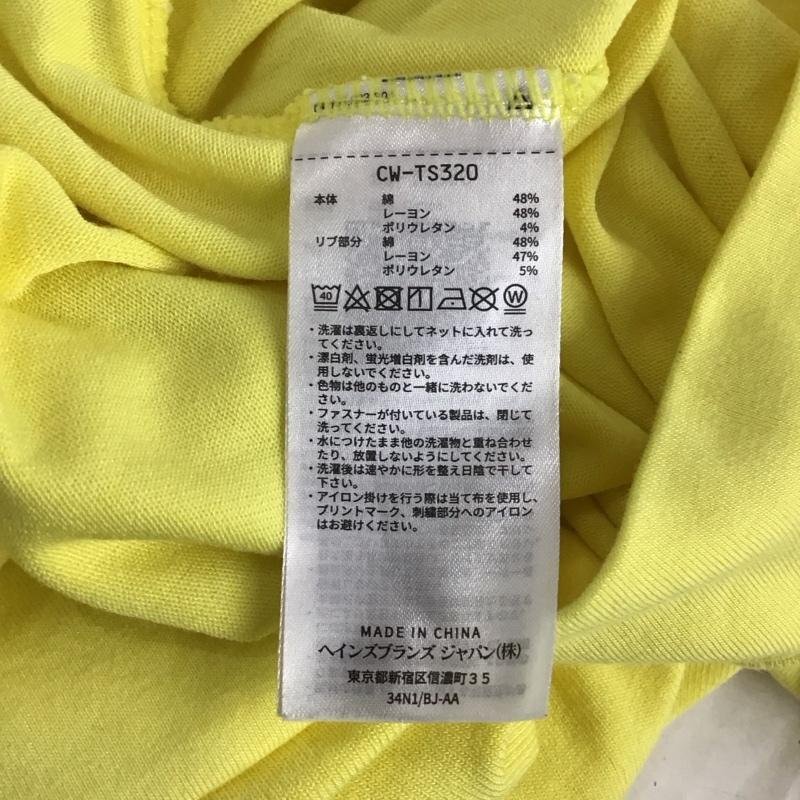 CW-TS320
本体 綿 48%
レーヨン 48%
ポリウレタン 4%
リブ部分 綿 48%
レーヨン 47%
ポリウレタン 5%
40 W
・洗濯は裏返しにしてネットに入れて洗っ
てください。
・漂白剤、蛍光増白剤を含んだ洗剤は、使
用しないでください。
・色物は他のものと一緒に洗わないでくだ
さい。
・ファスナーが付いている製品は、閉じて
洗ってください。
・水につけたまま他の洗濯物と重ね合わせ
たり、放置しないようにしてください。
・洗濯後は速やかに形を整え日陰で干して
下さい。
・アイロン掛けを行う際は当て布を使用し、
プリントマーク、刺繍部分へのアイロン
はお避けください。
MADE IN CHINA
ヘインズブランズ ジャパン(株)
東京都新宿区信濃町35
34N1/BJ-AA